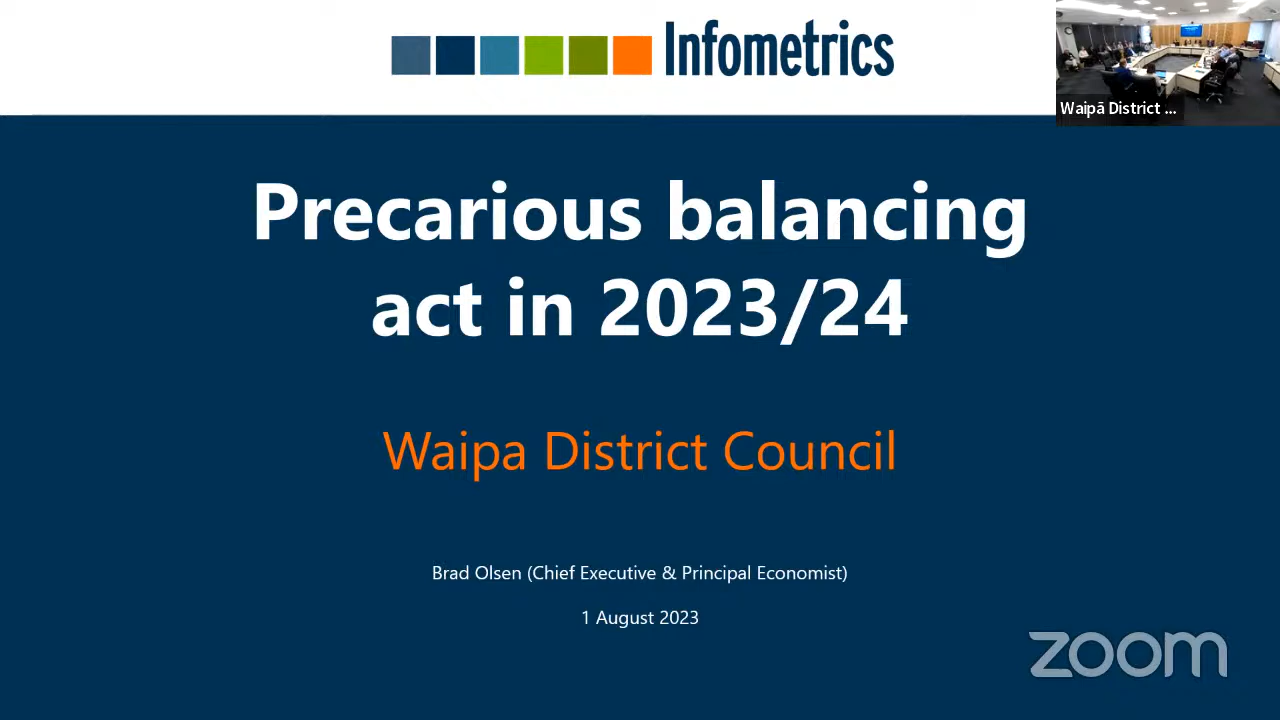 Infometrics
Waipā District ...
Precarious balancing
act in 2023/24
Waipa District Council
Brad Olsen (Chief Executive & Principal Economist)
1 August 2023
zoom